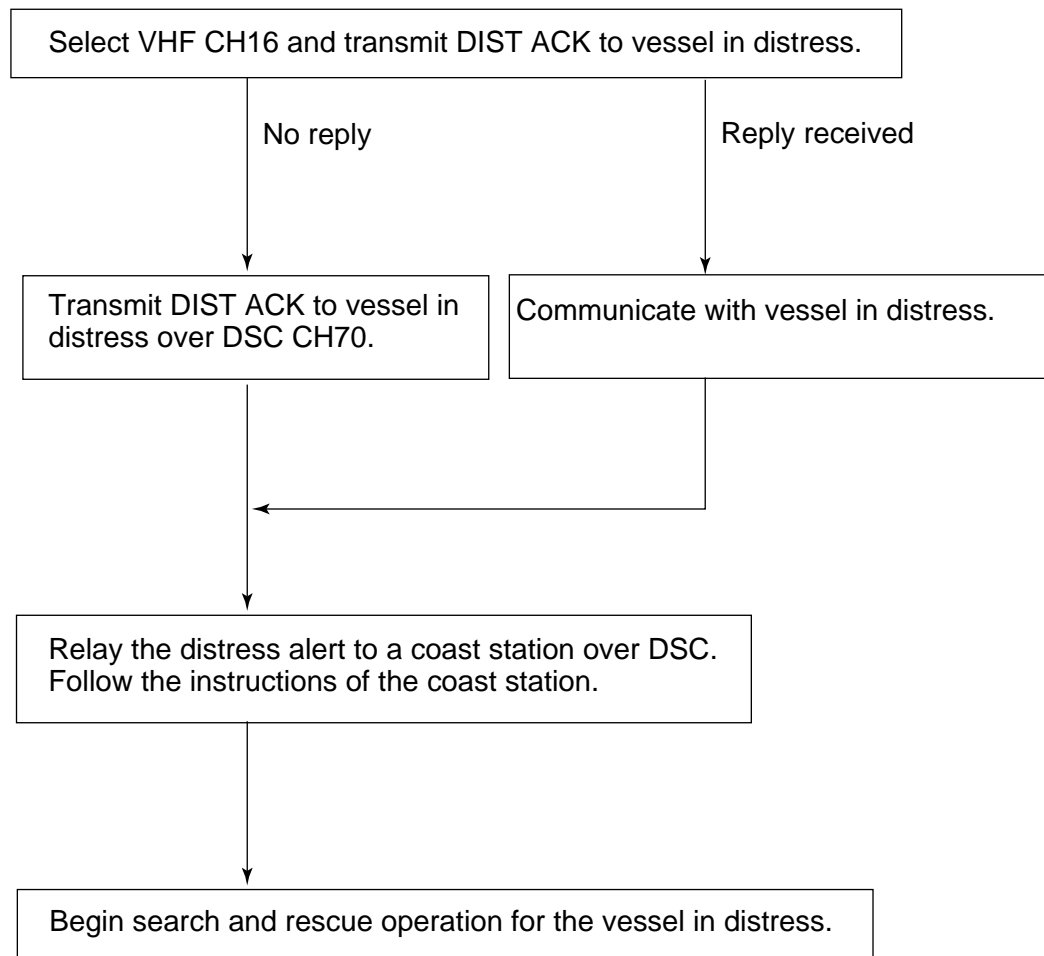 Select VHF CH16 and transmit DIST ACK to vessel in distress.
No reply
Reply received
Transmit DIST ACK to vessel in
distress over DSC CH70.
Communicate with vessel in distress.
Relay the distress alert to a coast station over DSC.
Follow the instructions of the coast station.
Begin search and rescue operation for the vessel in distress.